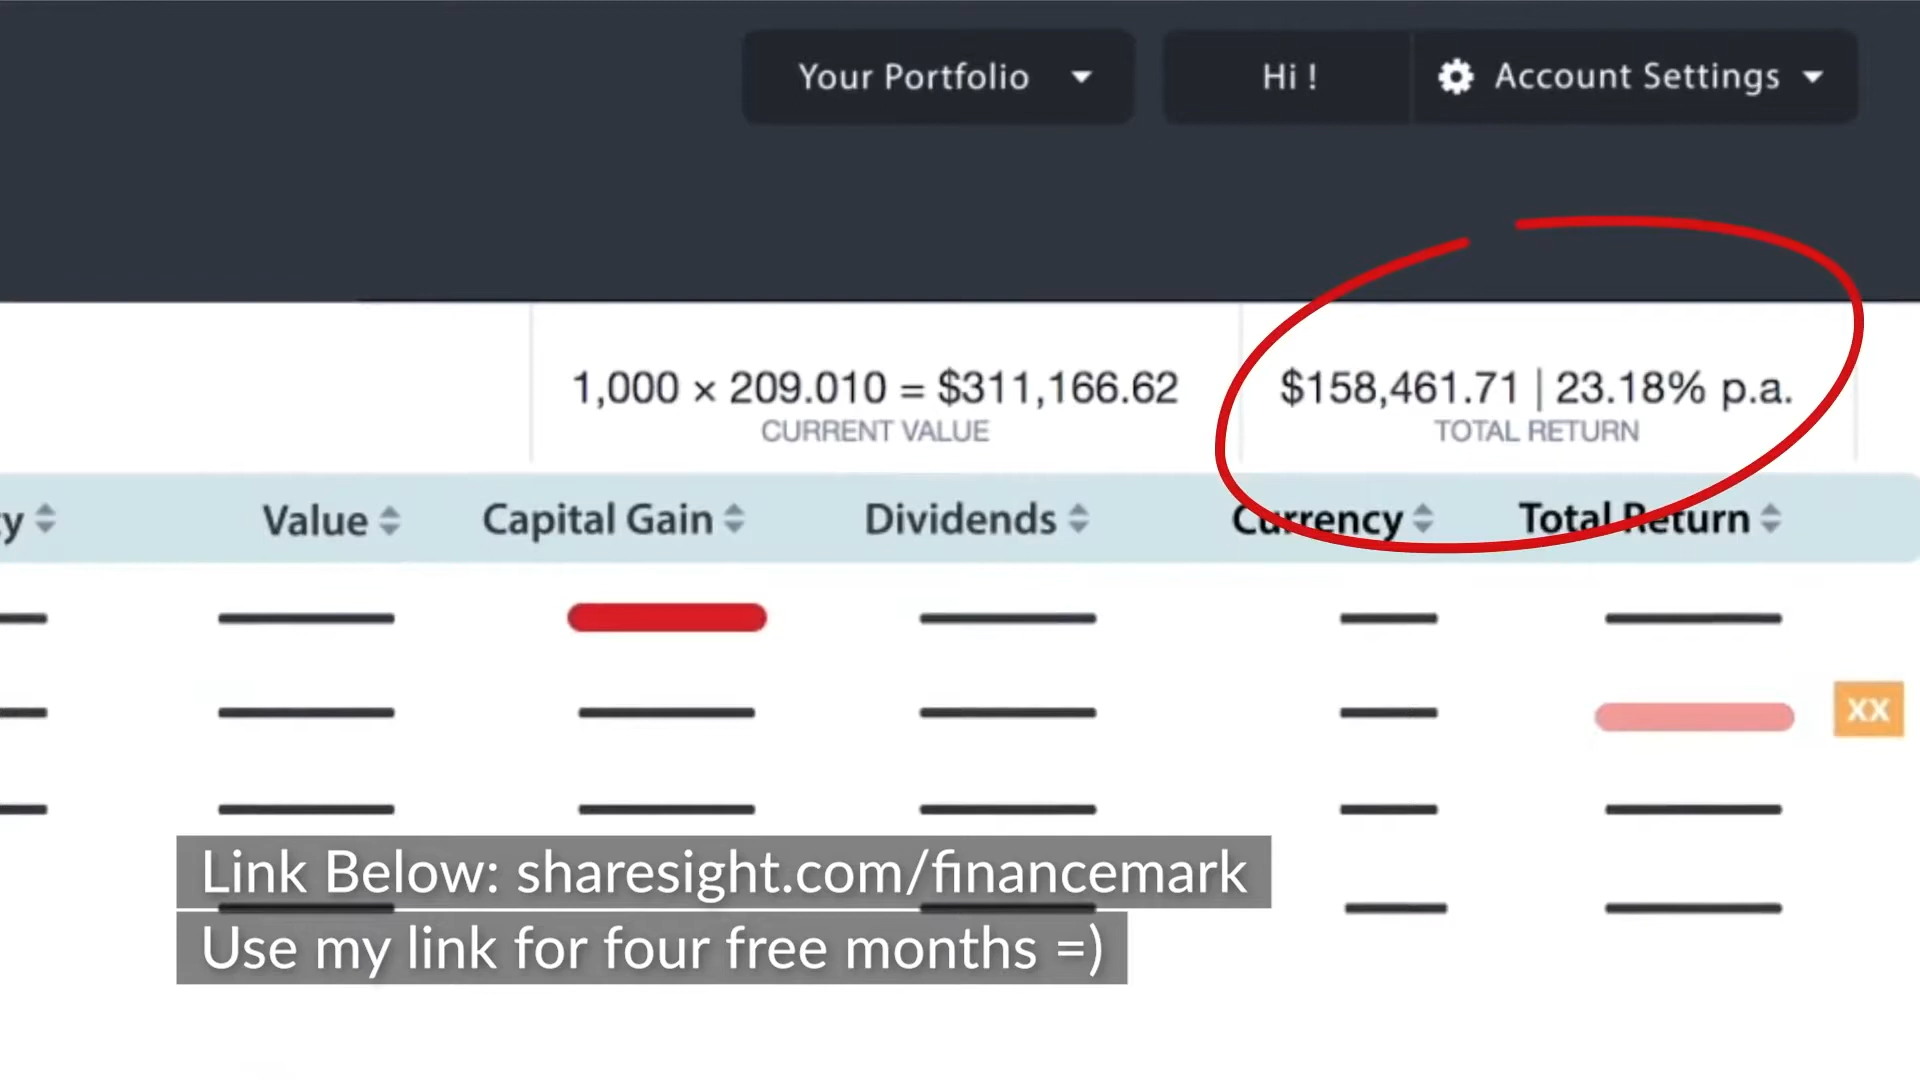 Your Portfolio
Hi !
Account Settings
1,000 × 209.010 = $311,166.62
CURRENT VALUE
$158,461.71 | 23.18% p.a.
TOTAL RETURN
y
Value
Capital Gain
Dividends
Currency
Total Return
XX
Link Below: sharesight.com/financemark
Use my link for four free months =)